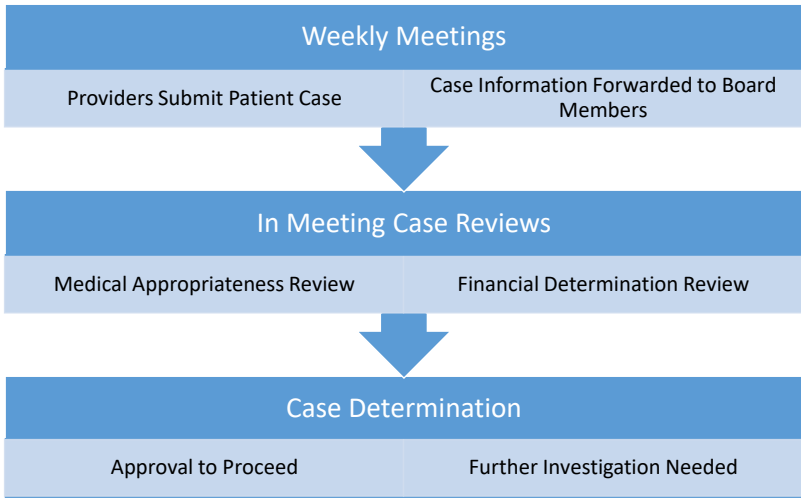 Weekly Meetings
Providers Submit Patient Case
Case Information Forwarded to Board
Members
In Meeting Case Reviews
Medical Appropriateness Review
Financial Determination Review
Case Determination
Approval to Proceed
Further Investigation Needed